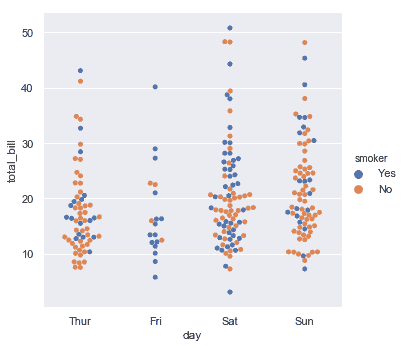 50
40
30
20
10
total_bill
Thur Fri Sat Sun
day
smoker
Yes
No